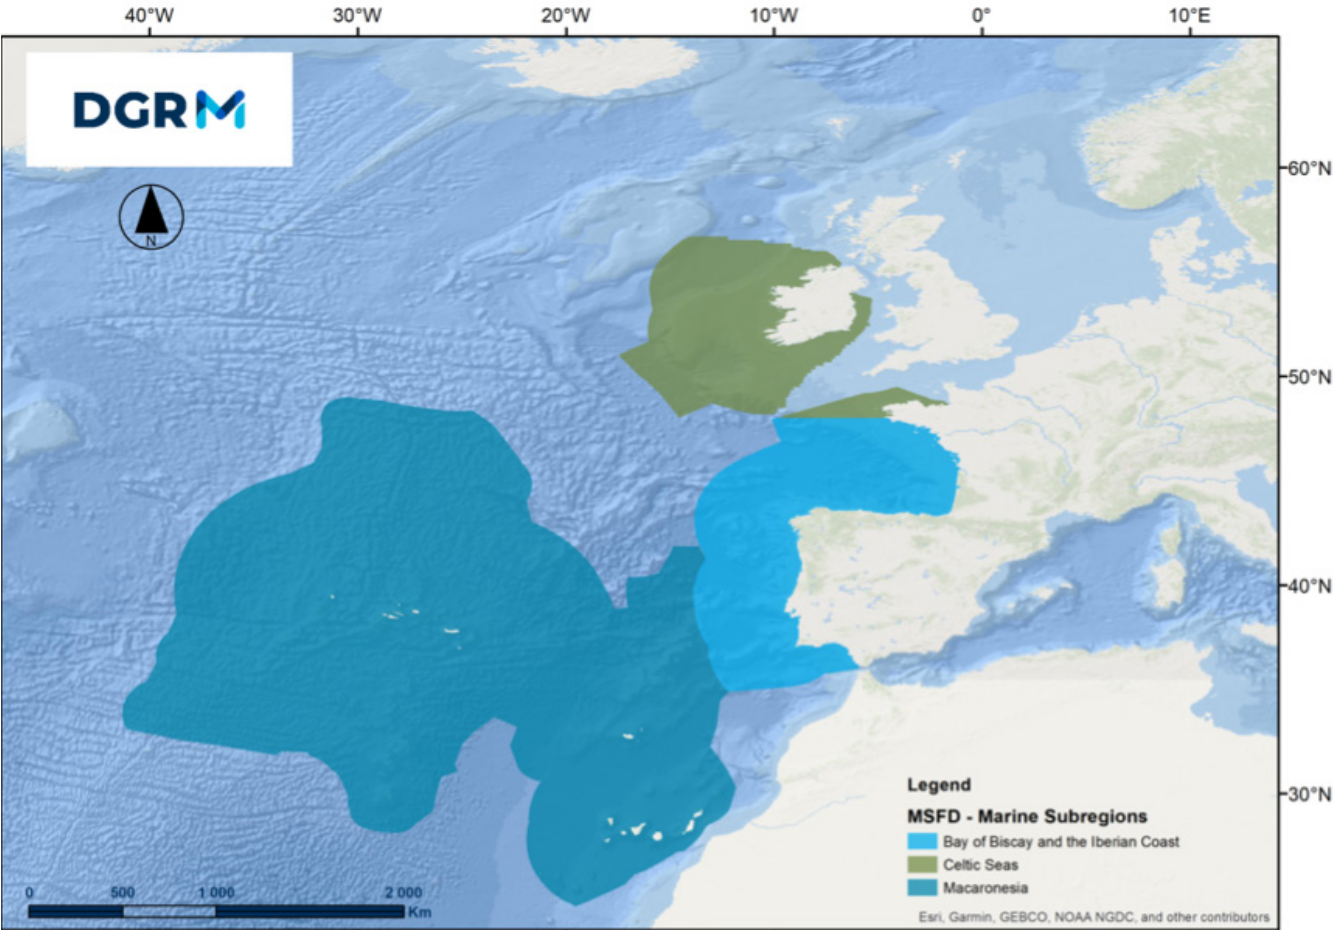 40°W 30°W 20°W 10°W 0° 10°E
DGRM
60°N
N
50°N
40°N
30°N
Legend
MSFD - Marine Subregions
Bay of Biscay and the Iberian Coast
Celtic Seas
Macaronesia
0 500 1 000 2 000
Km
Esri, Garmin, GEBCO, NOAA NGDC, and other contributors